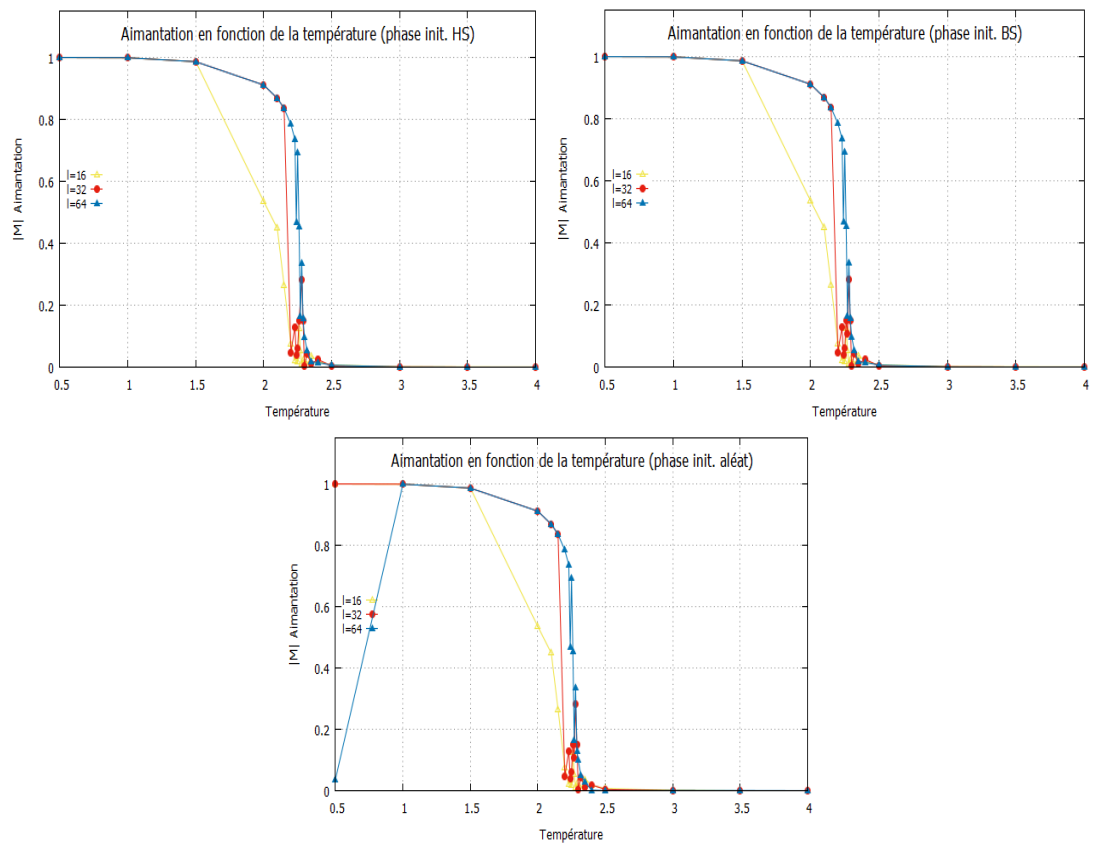 Aimantation en fonction de la température (phase init. HS)
1
0.8
0.6
0.4
0.2
0
|M| Aimantation
l=16
l=32
l=64
0.5 1 1.5 2 2.5 3 3.5 4
Température
Aimantation en fonction de la température (phase init. BS)
1
0.8
0.6
0.4
0.2
0
|M| Aimantation
l=16
l=32
l=64
0.5 1 1.5 2 2.5 3 3.5 4
Température
Aimantation en fonction de la température (phase init. aléat)
1
0.8
0.6
0.4
0.2
0
|M| Aimantation
l=16
l=32
l=64
0.5 1 1.5 2 2.5 3 3.5 4
Température